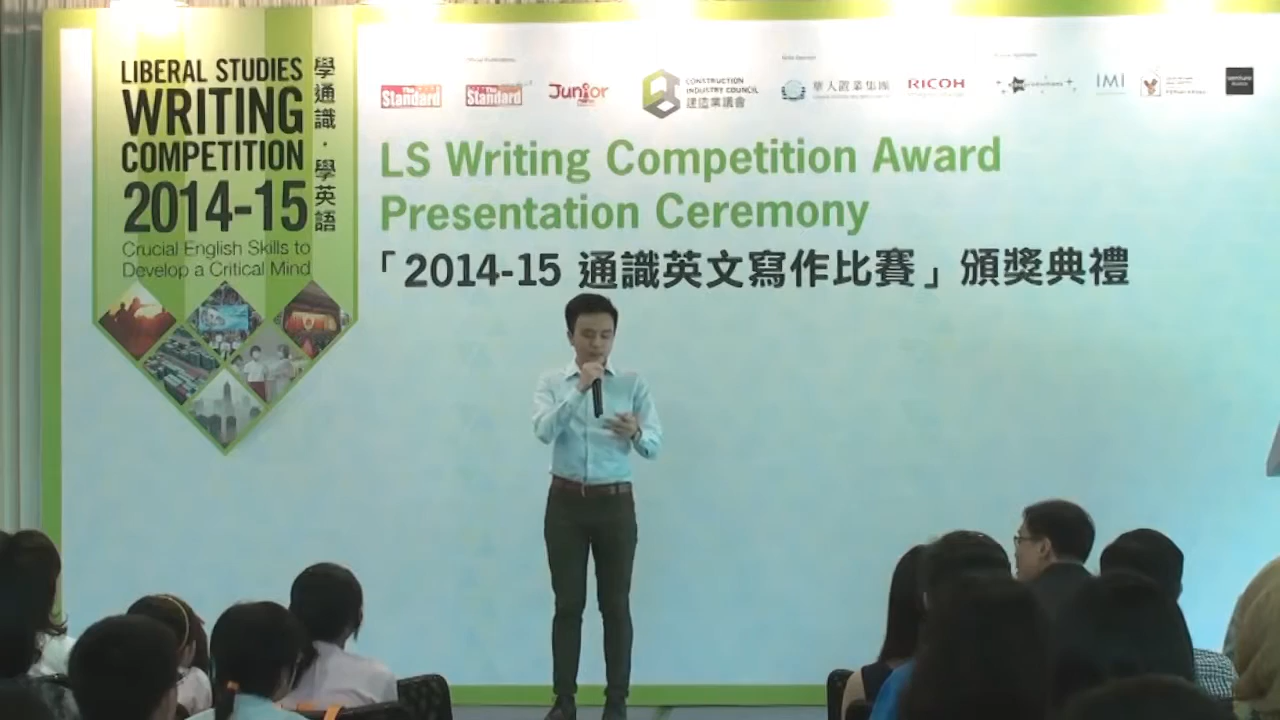 LIBERAL STUDIES
WRITING
COMPETITION
2014-15
Crucial English Skills to
Develop a Critical Mind
學通識．學英語
The Standard
The Standard
Junior
CONSTRUCTION
INDUSTRY COUNCIL
建造業議會
華人置業集團
RICOH
IMI
LS Writing Competition Award
Presentation Ceremony
「2014-15 通識英文寫作比賽」頒獎典禮